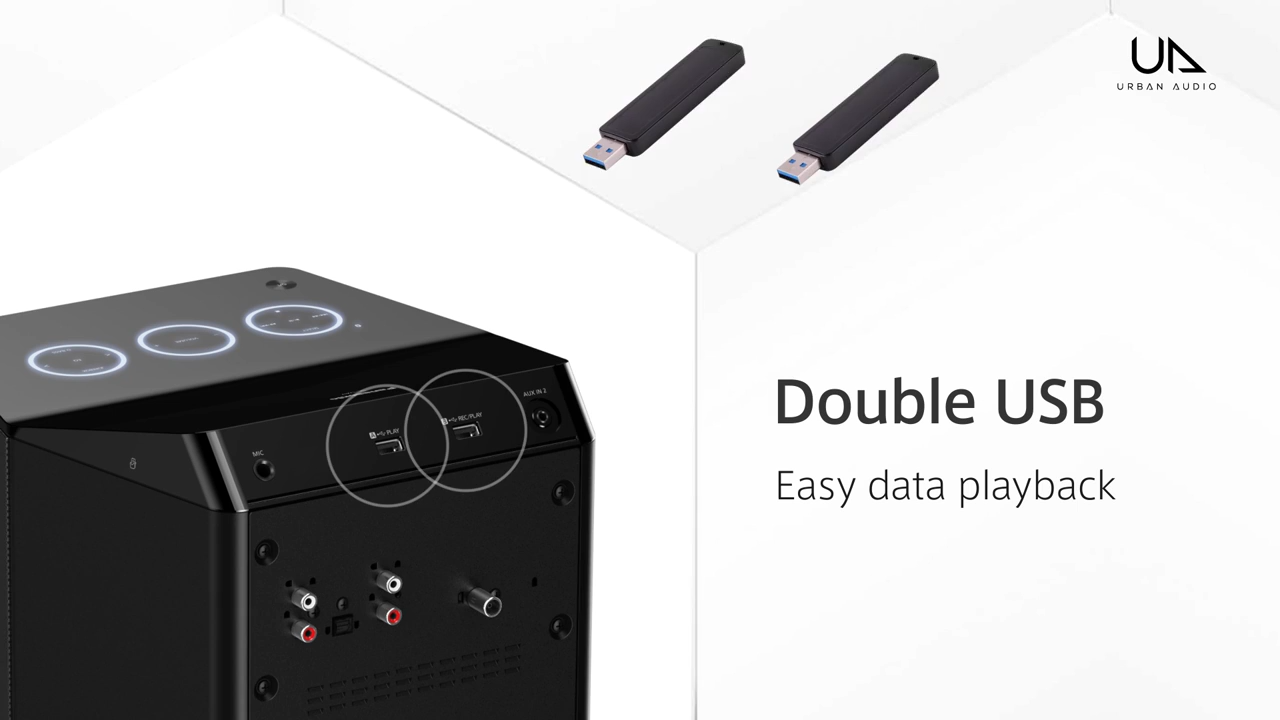 UA
URBAN AUDIO
MIC
A PLAY
REC/PLAY
AUX IN 2
Double USB
Easy data playback